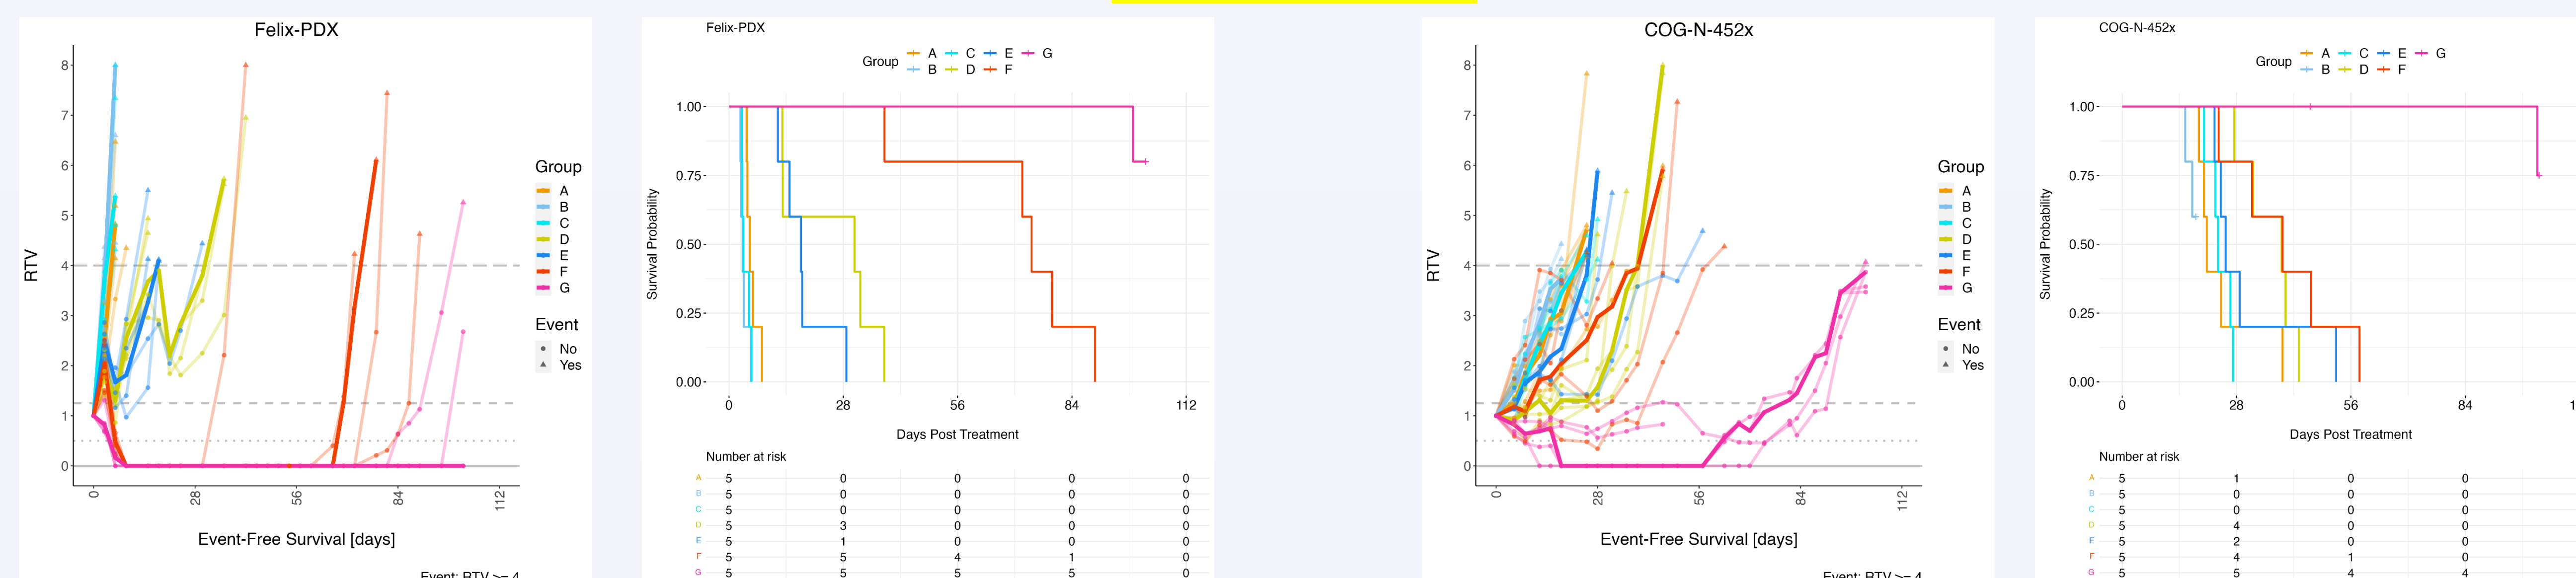 Felix-PDX
8
7
6
5
4
3
2
1
0
RTV
0 28 56 84 112
Event-Free Survival [days]
Event: RTV >= 4
Group
A
B
C
D
E
F
G
Event
No
Yes
Felix-PDX
Group A C E G
B D F
1.00
0.75
0.50
0.25
0.00
Survival Probability
0 28 56 84 112
Days Post Treatment
Number at risk
A 5 0 0 0 0
B 5 0 0 0 0
C 5 0 0 0 0
D 5 3 0 0 0
E 5 1 0 0 0
F 5 5 4 1 0
G 5 5 5 5 0
COG-N-452x
8
7
6
5
4
3
2
1
0
RTV
0 28 56 84 112
Event-Free Survival [days]
Event: RTV >= 4
Group
A
B
C
D
E
F
G
Event
No
Yes
COG-N-452x
Group A C E G
B D F
1.00
0.75
0.50
0.25
0.00
Survival Probability
0 28 56 84 1
Days Post Treatment
Number at risk
A 5 1 0 0
B 5 0 0 0
C 5 0 0 0
D 5 4 0 0
E 5 2 0 0
F 5 4 1 0
G 5 5 4 4